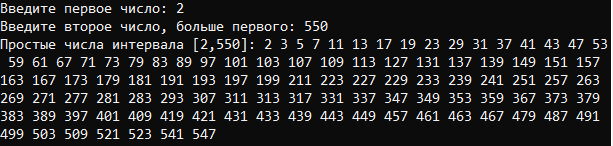 Введите первое число: 2
Введите второе число, больше первого: 550
Простые числа интервала [2,550]: 2 3 5 7 11 13 17 19 23 29 31 37 41 43 47 53
59 61 67 71 73 79 83 89 97 101 103 107 109 113 127 131 137 139 149 151 157
163 167 173 179 181 191 193 197 199 211 223 227 229 233 239 241 251 257 263
269 271 277 281 283 293 307 311 313 317 331 337 347 349 353 359 367 373 379
383 389 397 401 409 419 421 431 433 439 443 449 457 461 463 467 479 487 491
499 503 509 521 523 541 547